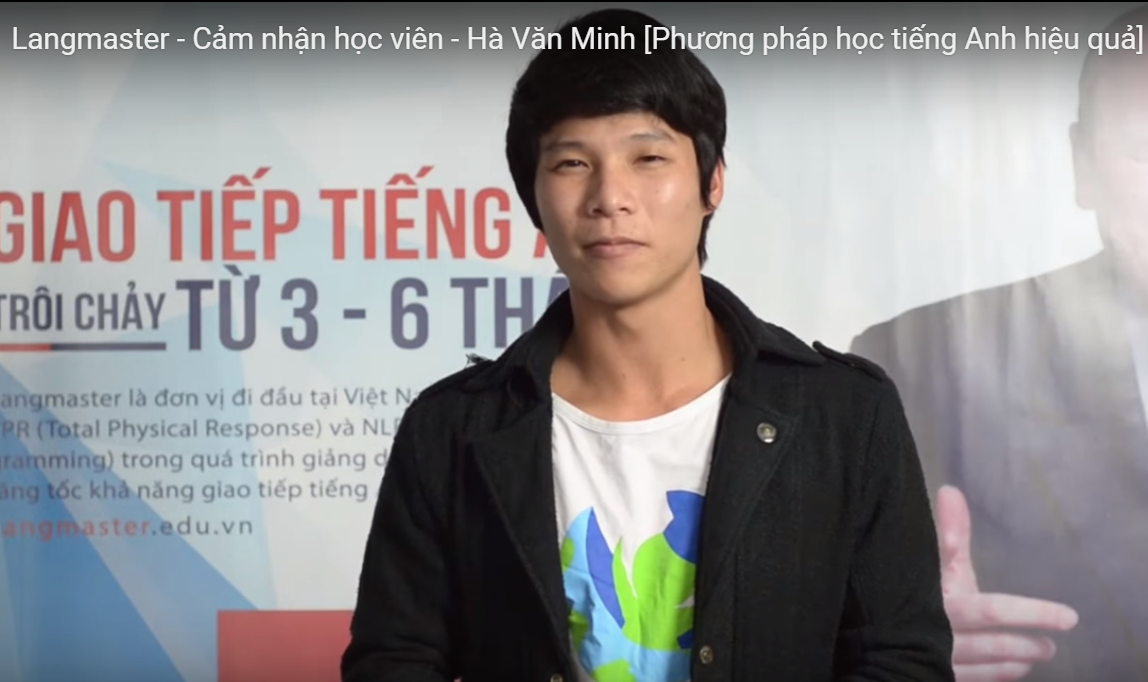 Langmaster - Cảm nhận học viên - Hà Văn Minh [Phương pháp học tiếng Anh hiệu quả]
GIAO TIẾP TIẾNG
TRÔI CHẢY TỪ 3 - 6 THÁ
angmaster là đơn vị đi đầu tại Việt N
PR (Total Physical Response) và NLP
ramming) trong quá trình giảng d
ăng tốc khả năng giao tiếp tiếng
angmaster.edu.vn